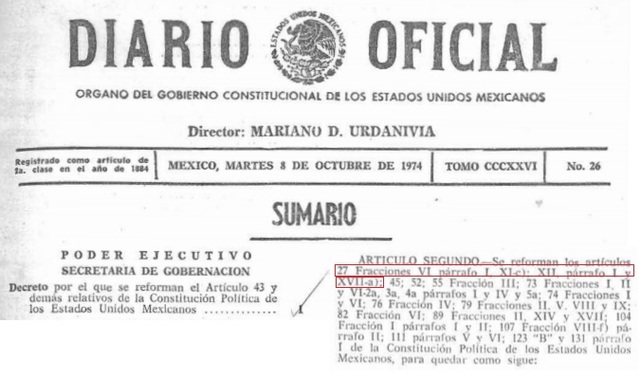 DIARIO OFICIAL
ESTADOS UNIDOS MEXICANOS
ORGANO DEL GOBIERNO CONSTITUCIONAL DE LOS ESTADOS UNIDOS MEXICANOS
Director: MARIANO D. URDANIVIA
Registrado como artículo de
2a. clase en el año de 1884
MEXICO, MARTES 8 DE OCTUBRE DE 1974
TOMO CCCXXVI
No. 26
SUMARIO
PODER EJECUTIVO
SECRETARIA DE GOBERNACION
Decreto por el que se reforman el Artículo 43 y
demás relativos de la Constitución Política de
los Estados Unidos Mexicanos .............. 1
ARTICULO SEGUNDO.—Se reforman los artículos
27 Fracciones VI párrafo I, XI-c); XII, párrafo I y
XVII-a); 45; 52; 55 Fracción III; 73 Fracciones I, II
y VI-2a, 3a, 4a párrafos I y IV y 5a; 74 Fracciones I
y VI; 76 Fracción IV; 79 Fracciones II, V, VIII y IX;
82 Fracción VI; 89 Fracciones II, XIV y XVII; 104
Fracción I párrafos I y II; 107 Fracciones VIII-f) párra-
fo II; 111 párrafos V y VI; 123 "B" y 131 párrafo
I de la Constitución Política de los Estados Unidos
Mexicanos, para quedar como sigue: